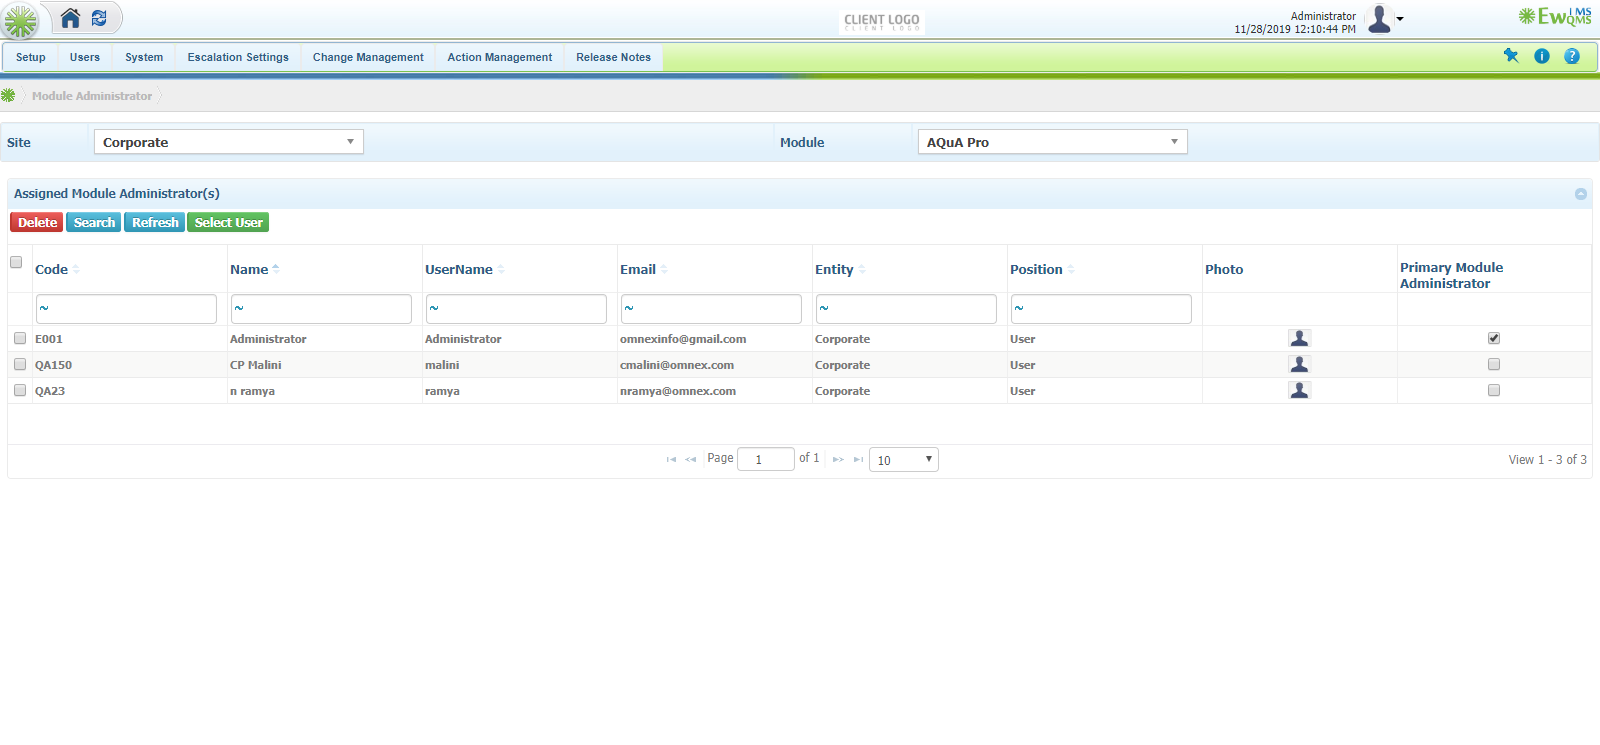 CLIENT LOGO
CLIENT LOGO
Administrator
11/28/2019 12:10:44 PM
EwIMS
QMS
Setup Users System Escalation Settings Change Management Action Management Release Notes
i ?
Module Administrator
Site Corporate Module AQuA Pro
Assigned Module Administrator(s)
Delete Search Refresh Select User
Code Name UserName Email Entity Position Photo Primary Module Administrator
~ ~ ~ ~ ~ ~
E001 Administrator Administrator omnexinfo@gmail.com Corporate User
QA150 CP Malini malini cmalini@omnex.com Corporate User
QA23 n ramya ramya nramya@omnex.com Corporate User
Page 1 of 1 10 View 1 - 3 of 3